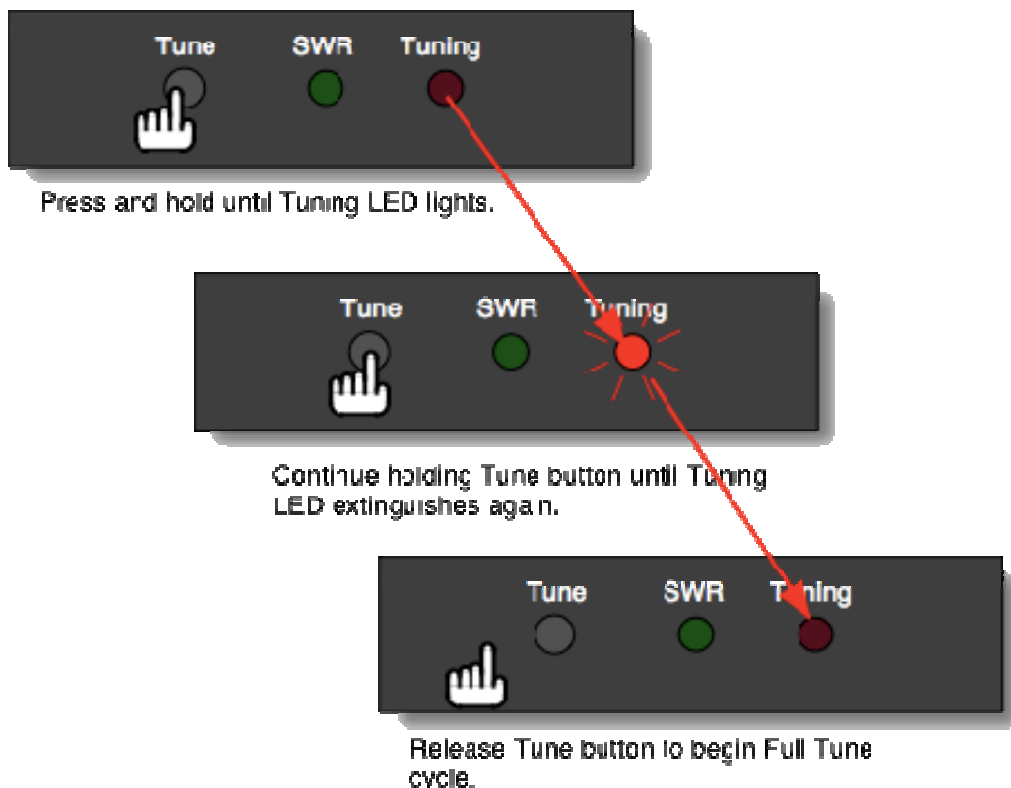 Tune SWR Tuning
Press and hold until Tuning LED lights.
Tune SWR Tuning
Continue holding Tune button until Tuning
LED extinguishes again.
Tune SWR Tuning
Release Tune button to begin Full Tune
cycle.